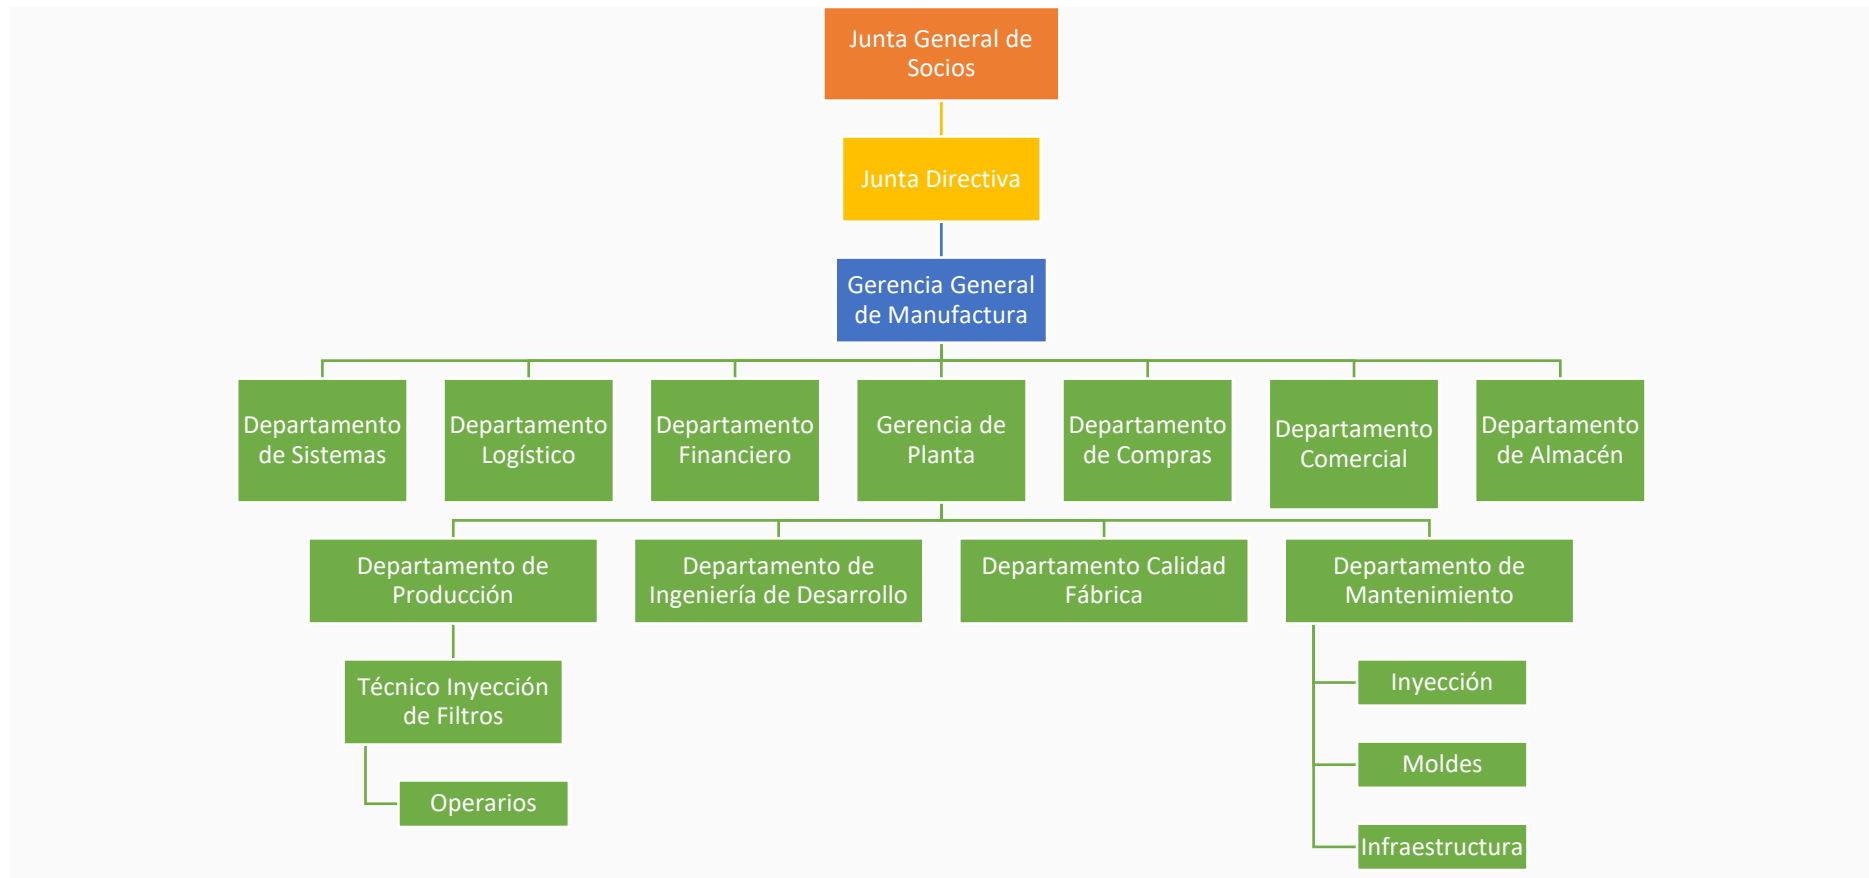 Junta General de
Socios
Junta Directiva
Gerencia General
de Manufactura
Departamento
de Sistemas
Departamento
Logístico
Departamento
Financiero
Gerencia de
Planta
Departamento
de Compras
Departamento
Comercial
Departamento
de Almacén
Departamento de
Producción
Departamento de
Ingeniería de Desarrollo
Departamento Calidad
Fábrica
Departamento de
Mantenimiento
Técnico Inyección
de Filtros
Operarios
Inyección
Moldes
Infraestructura